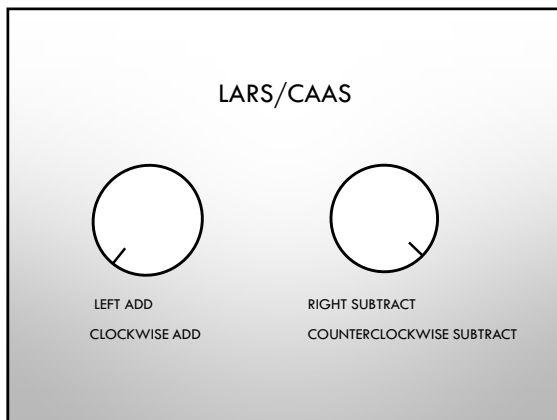 LARS/CAAS
LEFT ADD
RIGHT SUBTRACT
CLOCKWISE ADD
COUNTERCLOCKWISE SUBTRACT